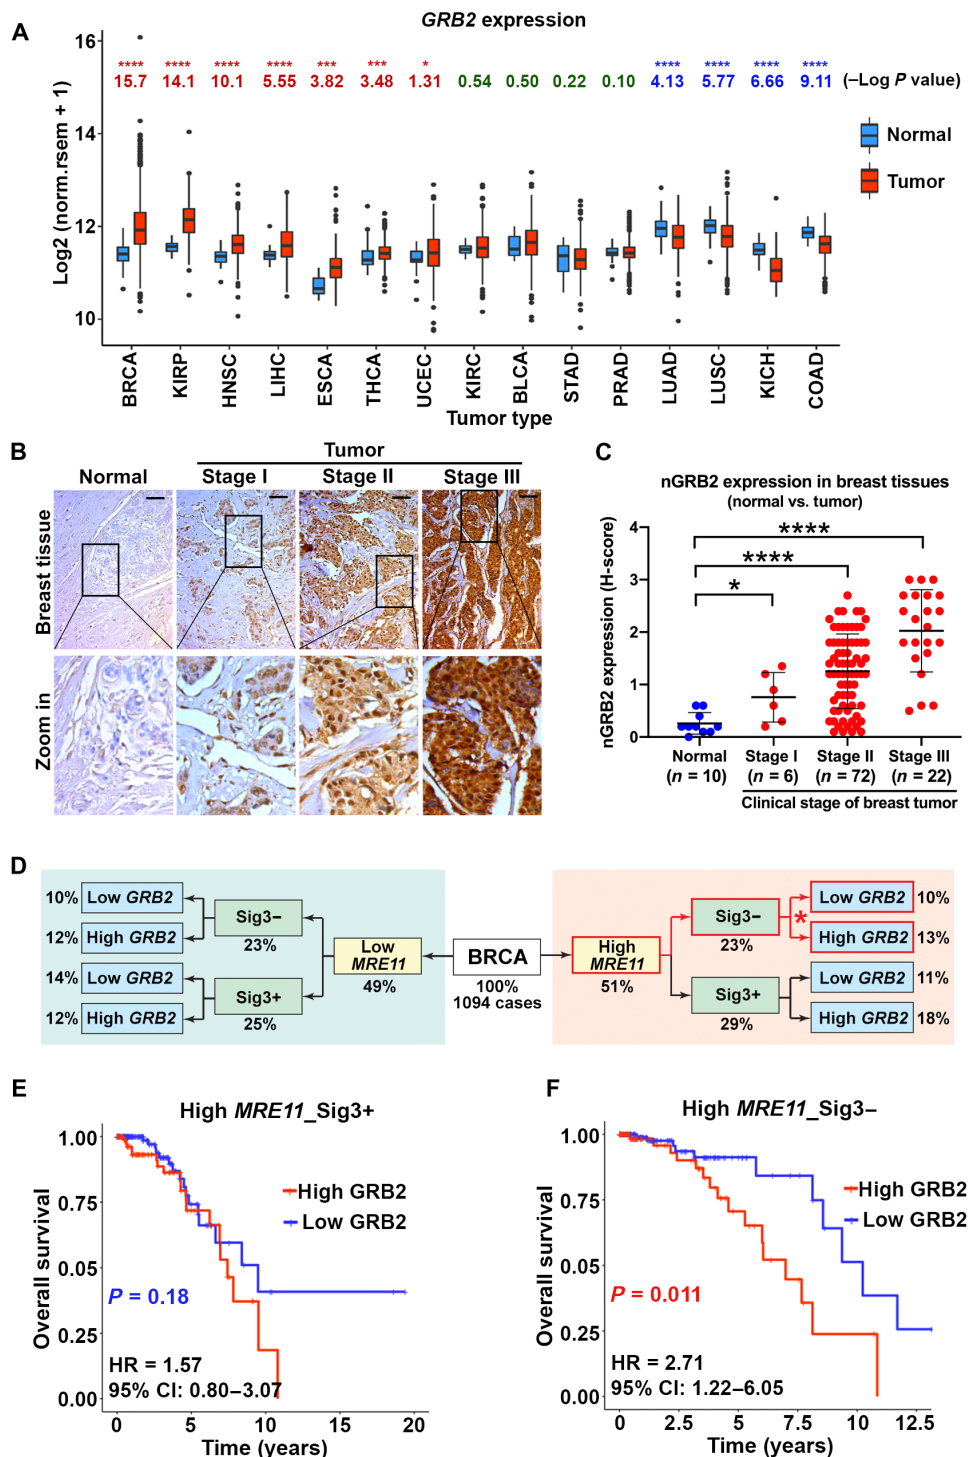 A
GRB2 expression
**** **** **** **** *** *** * **** **** **** ****
15.7 14.1 10.1 5.55 3.82 3.48 1.31 0.54 0.50 0.22 0.10 4.13 5.77 6.66 9.11 (−Log P value)
Log2 (norm.rsem + 1)
16
14
12
10
Normal
Tumor
BRCA KIRP HNSC LIHC ESCA THCA UCEC KIRC BLCA STAD PRAD LUAD LUSC KICH COAD
Tumor type
B
Tumor
Normal Stage I Stage II Stage III
Breast tissue
Zoom in
C
nGRB2 expression in breast tissues
(normal vs. tumor)
nGRB2 expression (H-score)
4
3
2
1
0
****
****
*
Normal Stage I Stage II Stage III
(n = 10) (n = 6) (n = 72) (n = 22)
Clinical stage of breast tumor
D
10% Low GRB2
12% High GRB2
Sig3−
23%
14% Low GRB2
12% High GRB2
Sig3+
25%
Low
MRE11
49%
BRCA
100%
1094 cases
High
MRE11
51%
Sig3−
23%
*
Low GRB2 10%
High GRB2 13%
Sig3+
29%
Low GRB2 11%
High GRB2 18%
E
High MRE11_Sig3+
Overall survival
1.00
0.75
0.05
0.25
0.00
High GRB2
Low GRB2
P = 0.18
HR = 1.57
95% CI: 0.80–3.07
0 5 10 15 20
Time (years)
F
High MRE11_Sig3−
Overall survival
1.00
0.75
0.05
0.25
0.00
High GRB2
Low GRB2
P = 0.011
HR = 2.71
95% CI: 1.22–6.05
0 2.5 5 7.5 10 12.5
Time (years)